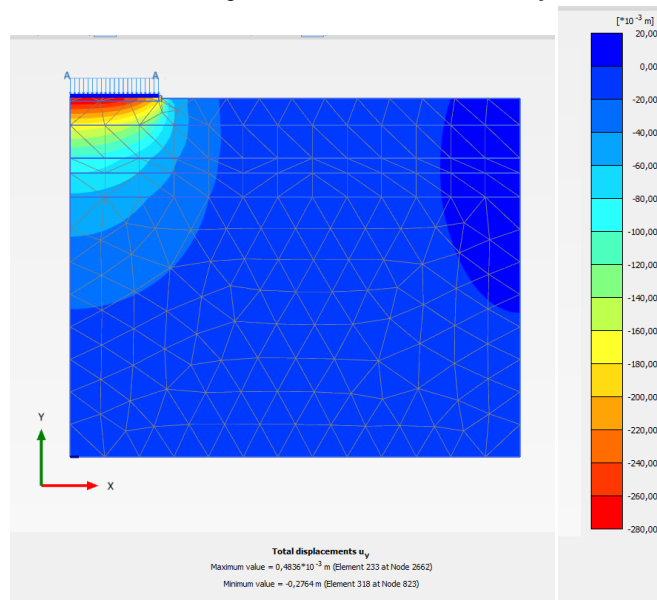 [*10 -3 m]
A A
20,00
0,00
-20,00
-40,00
-60,00
-80,00
-100,00
-120,00
-140,00
-160,00
-180,00
-200,00
-220,00
-240,00
-260,00
-280,00
Y
X
Total displacements uy
Maximum value = 0,4836*10 -3 m (Element 233 at Node 2662)
Minimum value = -0,2764 m (Element 318 at Node 823)